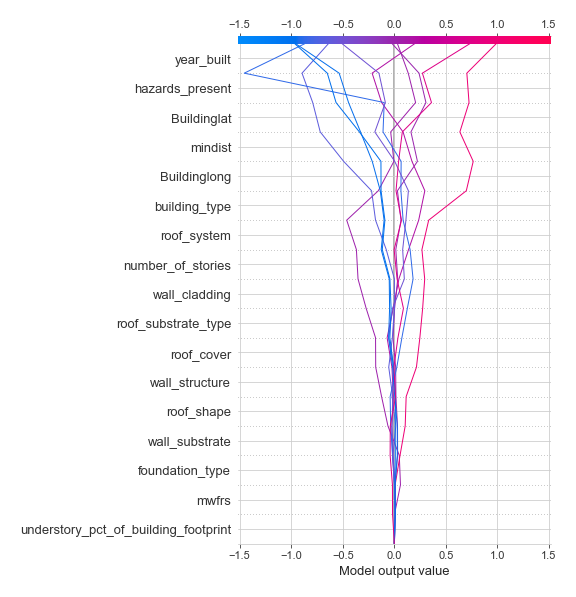 −1.5 −1.0 −0.5 0.0 0.5 1.0 1.5
year_built
hazards_present
Buildinglat
mindist
Buildinglong
building_type
roof_system
number_of_stories
wall_cladding
roof_substrate_type
roof_cover
wall_structure
roof_shape
wall_substrate
foundation_type
mwfrs
understory_pct_of_building_footprint
−1.5 −1.0 −0.5 0.0 0.5 1.0 1.5
Model output value